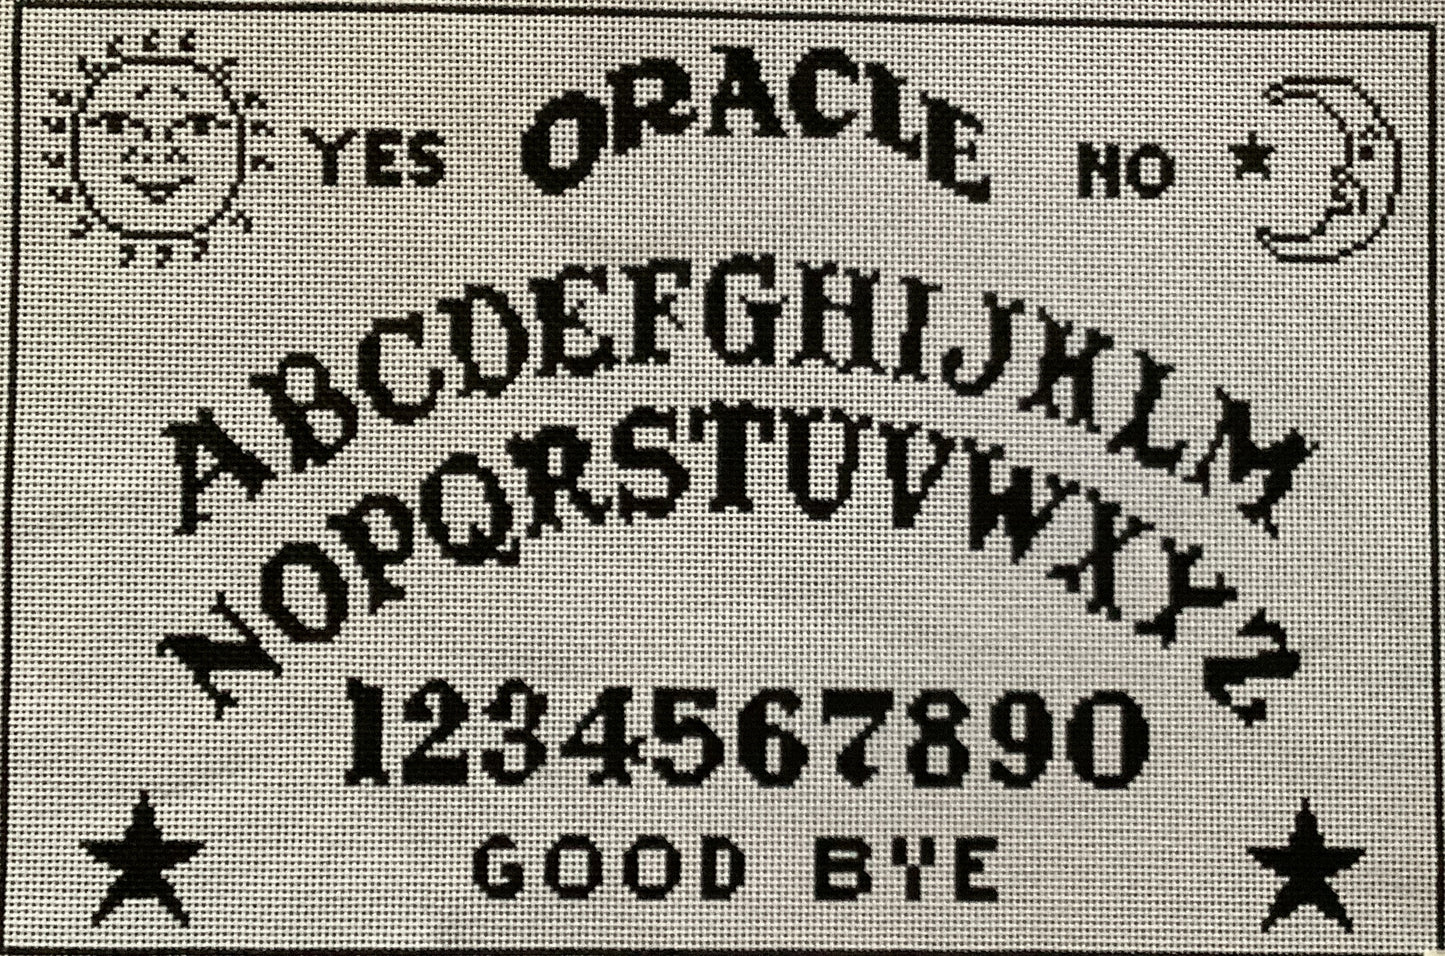 YES ORACLE NO
ABCDEFGHIJKLM
NOPQRSTUVWXYZ
1234567890
GOOD BYE